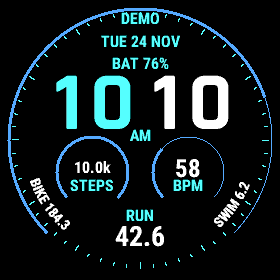 DEMO
TUE 24 NOV
BAT 76%
10 10
AM
10.0k
STEPS
58
BPM
BIKE 184.3
SWIM 6.2
RUN
42.6